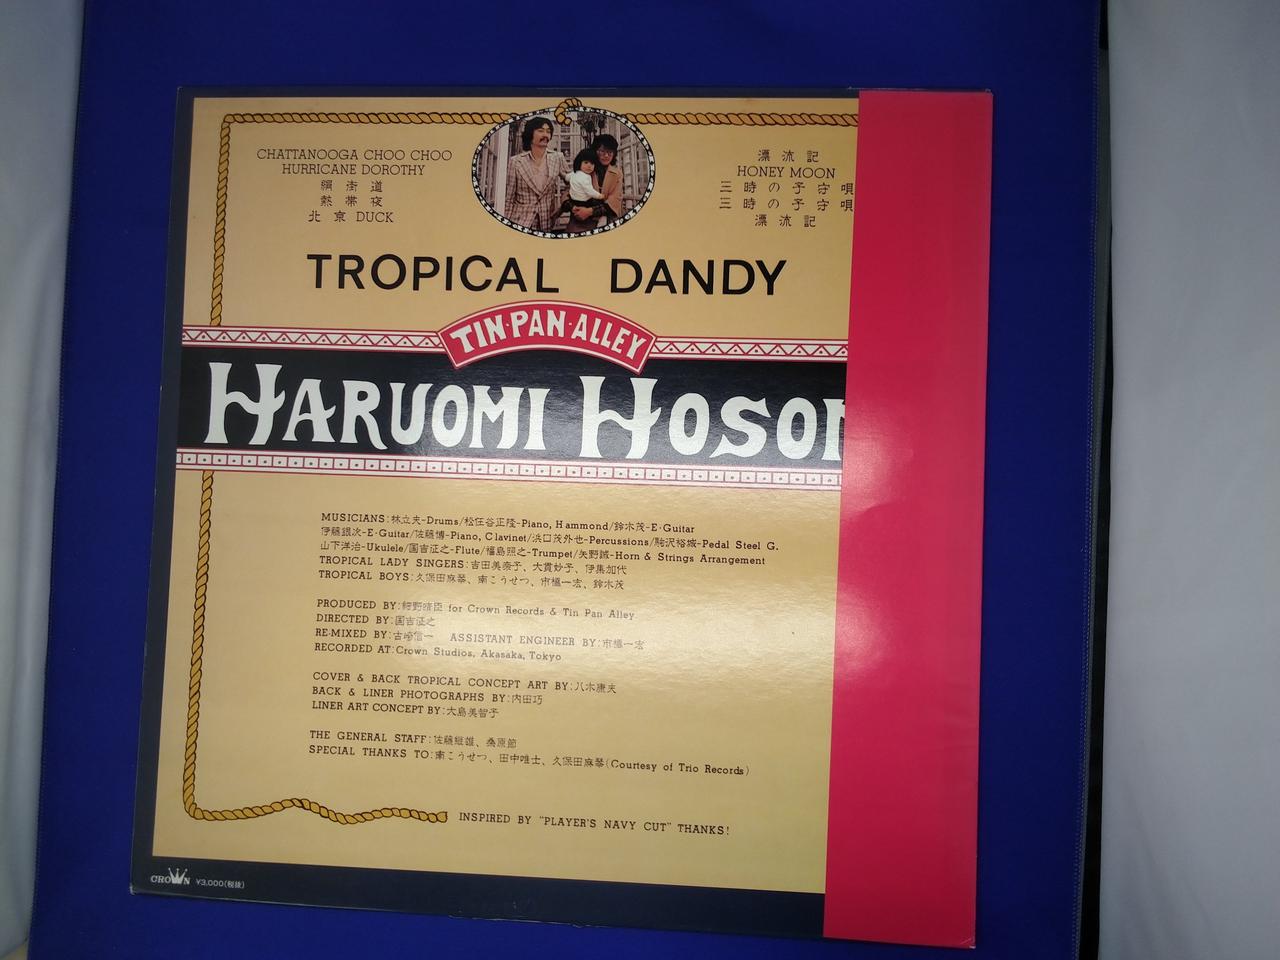 CHATTANOOGA CHOO CHOO
HURRICANE DOROTHY
絹街道
熱帯夜
北京DUCK
漂流記
HONEY MOON
三時の子守唄
三時の子守唄
漂流記
TROPICAL DANDY
TIN·PAN·ALLEY
HARUOMI HOSON
MUSICIANS:林立夫-Drums/松任谷正隆-Piano, Hammond/鈴木茂-E·Guitar
伊藤銀次-E·Guitar/佐藤博-Piano, Clavinet/浜口茂外也-Percussions/駒沢裕城-Pedal Steel G.
山下洋治-Ukulele/国吉征之-Flute/福島照之-Trumpet/矢野誠-Horn & Strings Arrangement
TROPICAL LADY SINGERS:吉田美奈子、大貫妙子、伊集加代
TROPICAL BOYS:久保田麻琴、南こうせつ、市橋一宏、鈴木茂
PRODUCED BY:細野晴臣 for Crown Records & Tin Pan Alley
DIRECTED BY:国吉征之
RE-MIXED BY:吉崎信一 ASSISTANT ENGINEER BY:市橋一宏
RECORDED AT:Crown Studios, Akasaka, Tokyo
COVER & BACK TROPICAL CONCEPT ART BY:八木康夫
BACK & LINER PHOTOGRAPHS BY:内田巧
LINER ART CONCEPT BY:大島美智子
THE GENERAL STAFF:佐藤継雄、桑原節
SPECIAL THANKS TO:南こうせつ、田中唯士、久保田麻琴(Courtesy of Trio Records)
INSPIRED BY "PLAYER'S NAVY CUT" THANKS!
CROWN ¥3,000(税抜)